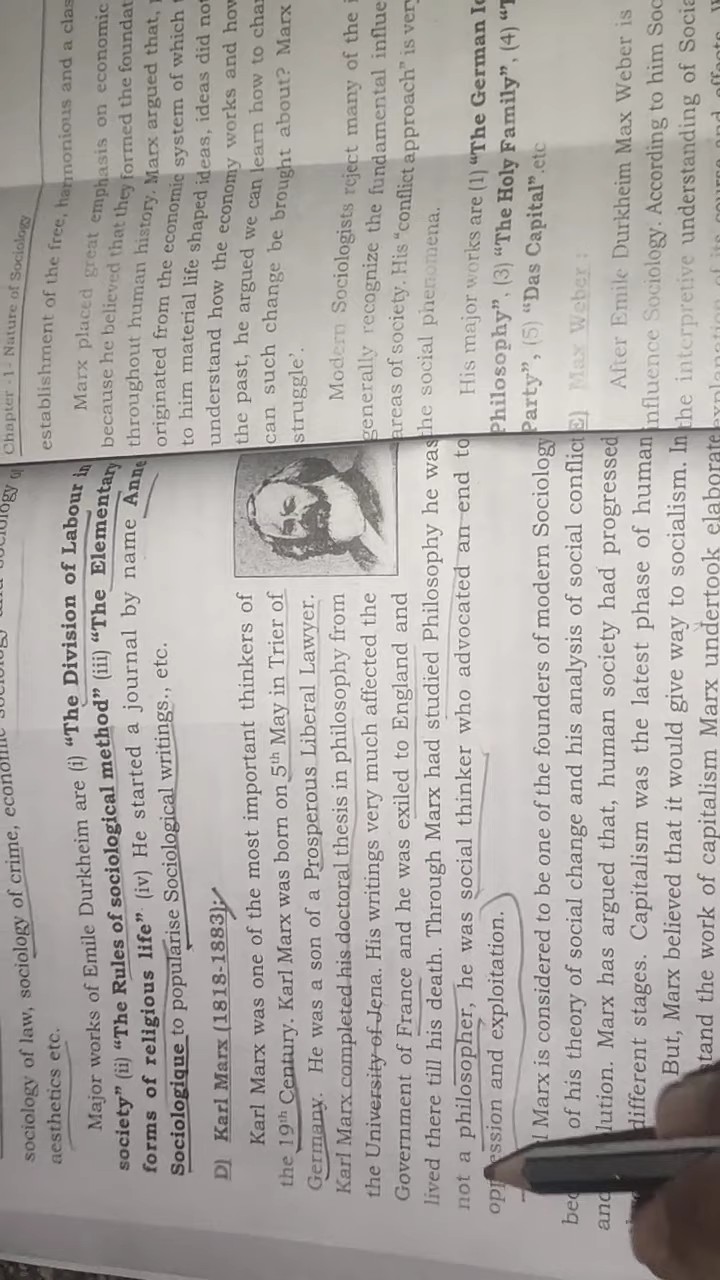 sociology of law, sociology of crime, economic sociology and sociology of
aesthetics etc.
Major works of Emile Durkheim are (i) "The Division of Labour in
society" (ii) "The Rules of sociological method" (iii) "The Elementary
forms of religious life". (iv) He started a journal by name Anne
Sociologique to popularise Sociological writings., etc.
D) Karl Marx (1818-1883):
Karl Marx was one of the most important thinkers of
the 19th Century. Karl Marx was born on 5th May in Trier of
Germany. He was a son of a Prosperous Liberal Lawyer.
Karl Marx completed his doctoral thesis in philosophy from
the University of Jena. His writings very much affected the
Government of France and he was exiled to England and
lived there till his death. Through Marx had studied Philosophy he was
not a philosopher, he was social thinker who advocated an end to
oppression and exploitation.
Marx is considered to be one of the founders of modern Sociology
of his theory of social change and his analysis of social conflict
Marx has argued that, human society had progressed
different stages. Capitalism was the latest phase of human
But, Marx believed that it would give way to socialism. In
the work of capitalism Marx undertook elaborate
Chapter -1- Nature of Sociology
establishment of the free, harmonious and a
Marx placed great emphasis on economic
because he believed that they formed the
throughout human history. Marx argued that,
originated from the economic system of which
to him material life shaped ideas, ideas did
understand how the economy works and
the past, he argued we can learn how to
can such change be brought about? Marx
struggle'.
Modern Sociologists reject many of the
generally recognize the fundamental
areas of society. His "conflict approach" is very
the social phenomena.
His major works are (1) "The German
Philosophy", (3) "The Holy Family", (4)
Party", (5) "Das Capital".etc
E) Max Weber :
After Emile Durkheim Max Weber is
influence Sociology. According to him
the interpretive understanding of